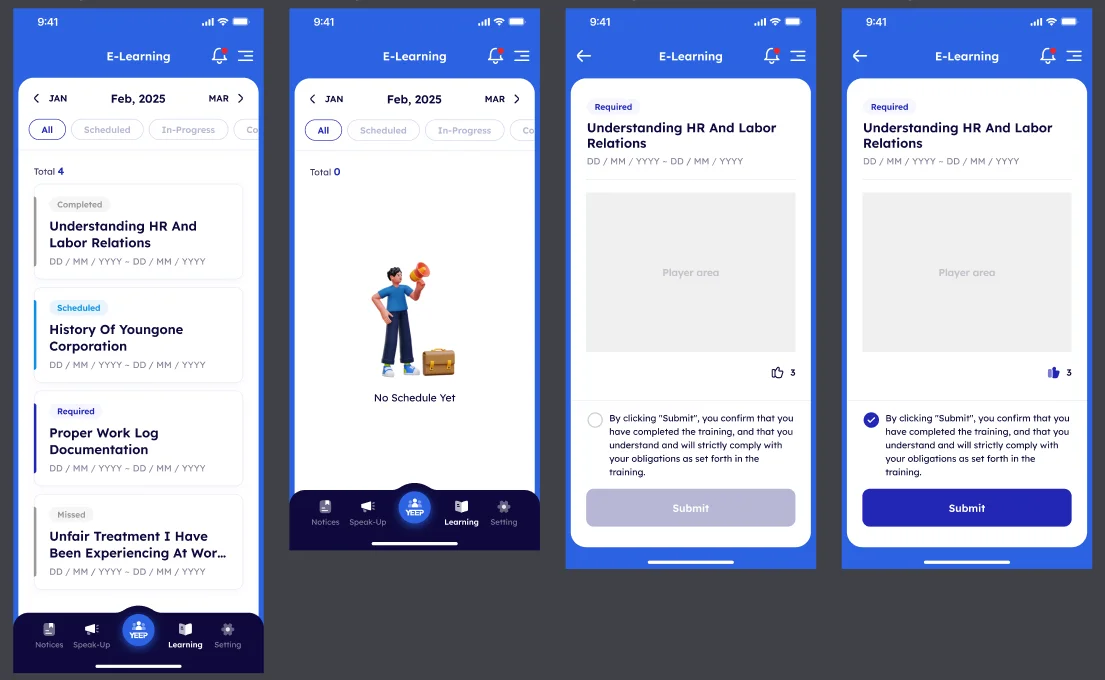 9:41
E-Learning
JAN
Feb, 2025
MAR
All
Scheduled
In-Progress
Co
Total 4
Completed
Understanding HR And
Labor Relations
DD / MM / YYYY ~ DD / MM / YYYY
Scheduled
History Of Youngone
Corporation
DD / MM / YYYY ~ DD / MM / YYYY
Required
Proper Work Log
Documentation
DD / MM / YYYY ~ DD / MM / YYYY
Missed
Unfair Treatment I Have
Been Experiencing At Wor...
DD / MM / YYYY ~ DD / MM / YYYY
Notices
Speak-Up
YEEP
Learning
Setting
9:41
E-Learning
JAN
Feb, 2025
MAR
All
Scheduled
In-Progress
Co
Total 0
No Schedule Yet
Notices
Speak-Up
YEEP
Learning
Setting
9:41
E-Learning
Required
Understanding HR And Labor
Relations
DD / MM / YYYY ~ DD / MM / YYYY
Player area
3
By clicking "Submit", you confirm that you
have completed the training, and that you
understand and will strictly comply with
your obligations as set forth in the
training.
Submit
9:41
E-Learning
Required
Understanding HR And Labor
Relations
DD / MM / YYYY ~ DD / MM / YYYY
Player area
3
By clicking "Submit", you confirm that you
have completed the training, and that you
understand and will strictly comply with
your obligations as set forth in the
training.
Submit